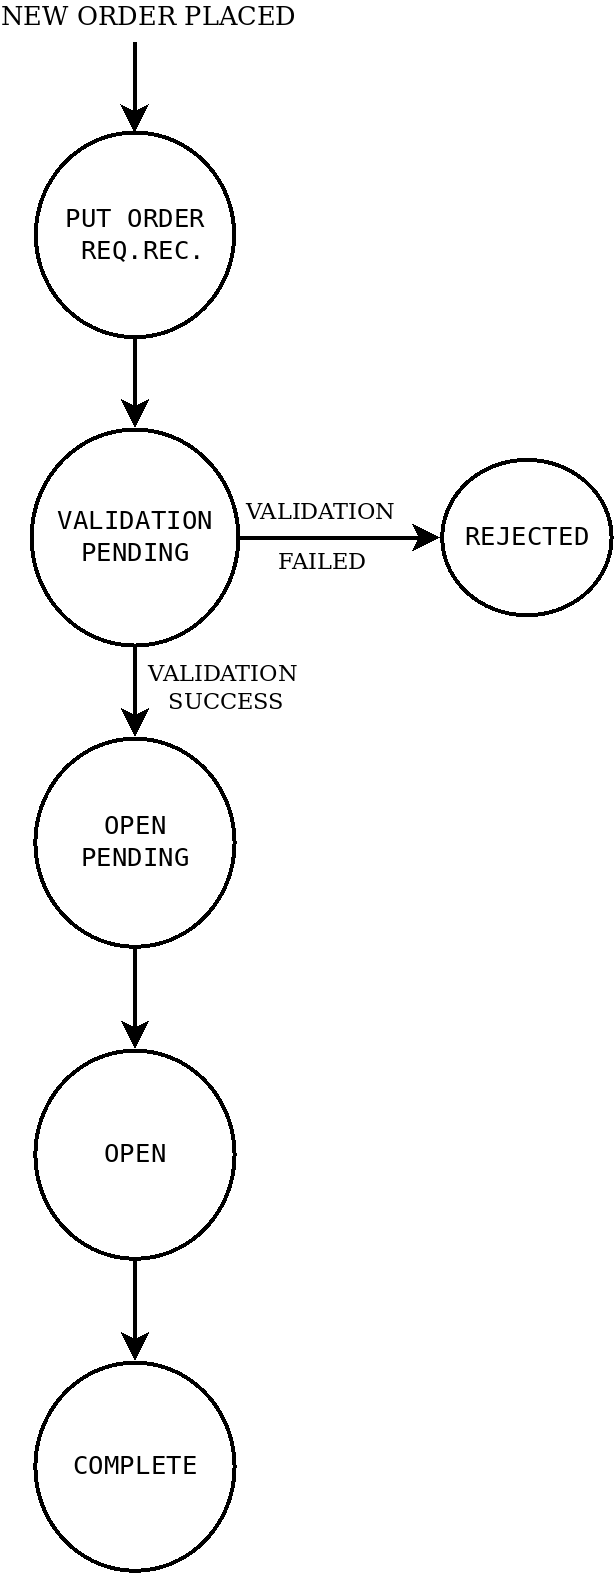 NEW ORDER PLACED
PUT ORDER
REQ.REC.
VALIDATION
PENDING
VALIDATION
FAILED
REJECTED
VALIDATION
SUCCESS
OPEN
PENDING
OPEN
COMPLETE